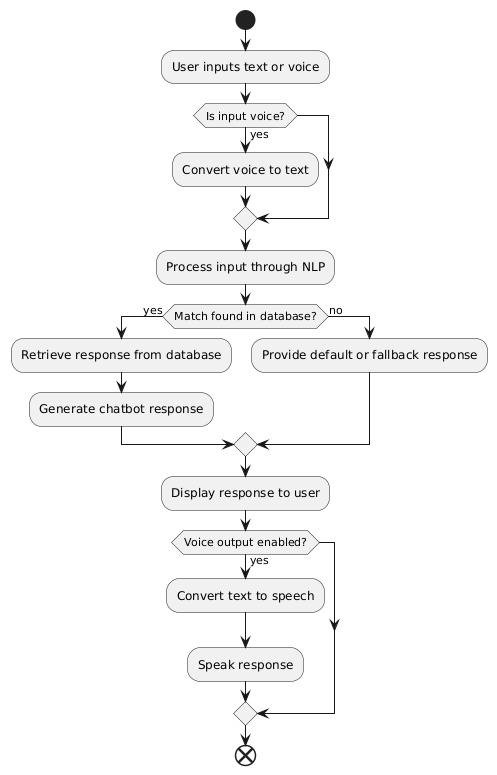 User inputs text or voice
Is input voice?
yes
Convert voice to text
Process input through NLP
yes
Match found in database?
no
Retrieve response from database
Provide default or fallback response
Generate chatbot response
Display response to user
Voice output enabled?
yes
Convert text to speech
Speak response